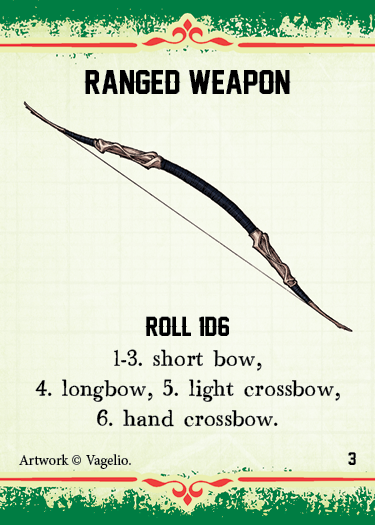 RANGED WEAPON
ROLL 1D6
1-3. short bow,
4. longbow, 5. light crossbow,
6. hand crossbow.
Artwork © Vagelio.
3